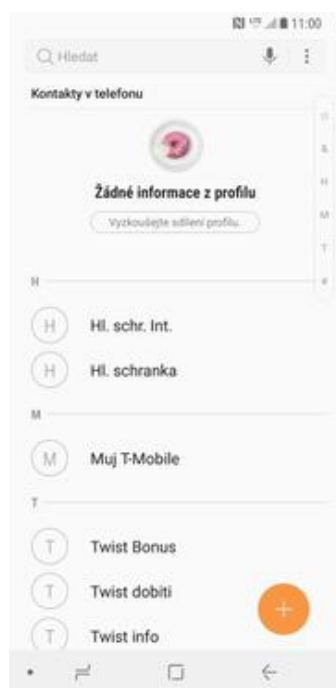 11:00
Hledat
Kontakty v telefonu
Žádné informace z profilu
Vyzkoušejte sdílení profilu.
&
H
M
T
#
H
H Hl. schr. Int.
H Hl. schranka
M
M Muj T-Mobile
T
T Twist Bonus
T Twist dobiti
T Twist info